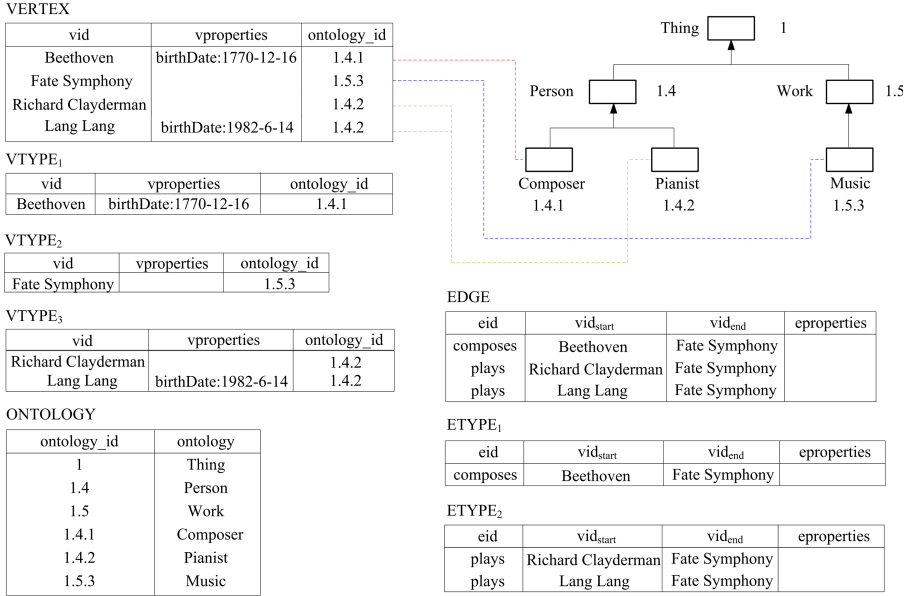 VERTEX
vid vproperties ontology_id
Beethoven birthDate:1770-12-16 1.4.1
Fate Symphony 1.5.3
Richard Clayderman 1.4.2
Lang Lang birthDate:1982-6-14 1.4.2
VTYPE1
vid vproperties ontology_id
Beethoven birthDate:1770-12-16 1.4.1
VTYPE2
vid vproperties ontology_id
Fate Symphony 1.5.3
VTYPE3
vid vproperties ontology_id
Richard Clayderman 1.4.2
Lang Lang birthDate:1982-6-14 1.4.2
ONTOLOGY
ontology_id ontology
1 Thing
1.4 Person
1.5 Work
1.4.1 Composer
1.4.2 Pianist
1.5.3 Music
Thing 1
Person 1.4 Work 1.5
Composer Pianist Music
1.4.1 1.4.2 1.5.3
EDGE
eid vidstart vidend eproperties
composes Beethoven Fate Symphony
plays Richard Clayderman Fate Symphony
plays Lang Lang Fate Symphony
ETYPE1
eid vidstart vidend eproperties
composes Beethoven Fate Symphony
ETYPE2
eid vidstart vidend eproperties
plays Richard Clayderman Fate Symphony
plays Lang Lang Fate Symphony